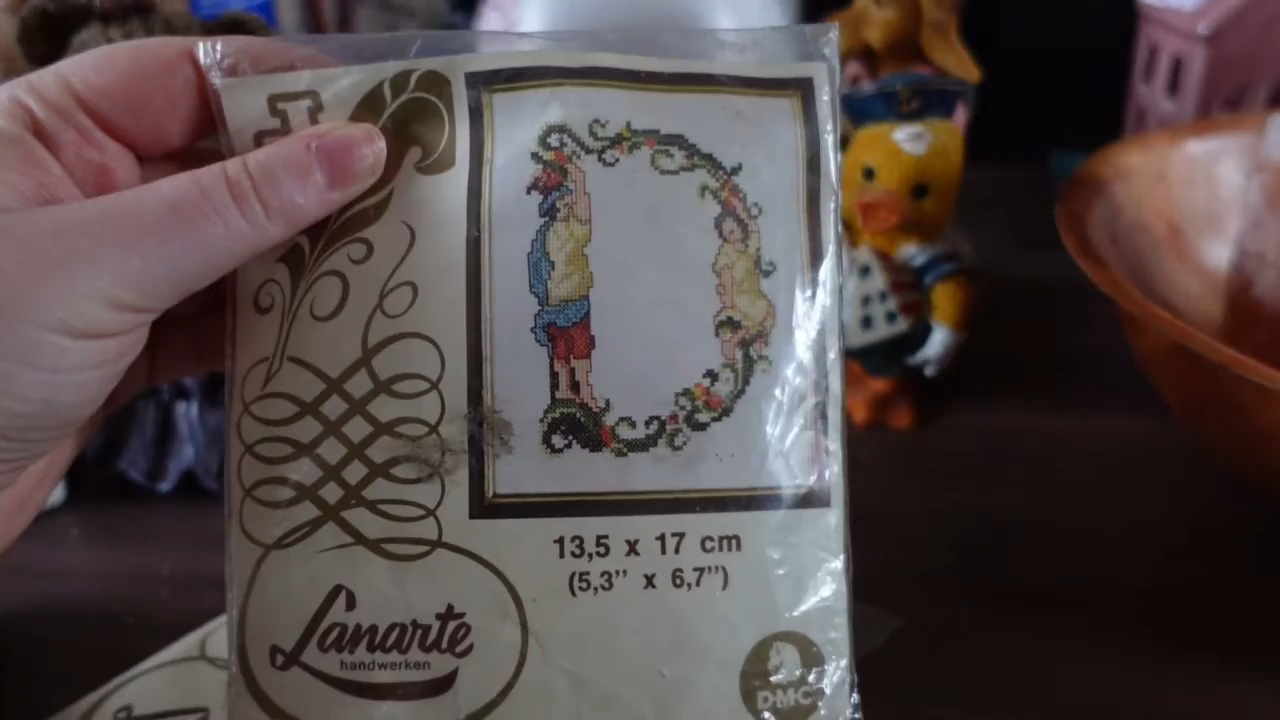 13,5 x 17 cm
(5,3” x 6,7”)
Lanarte
handwerken
DMC